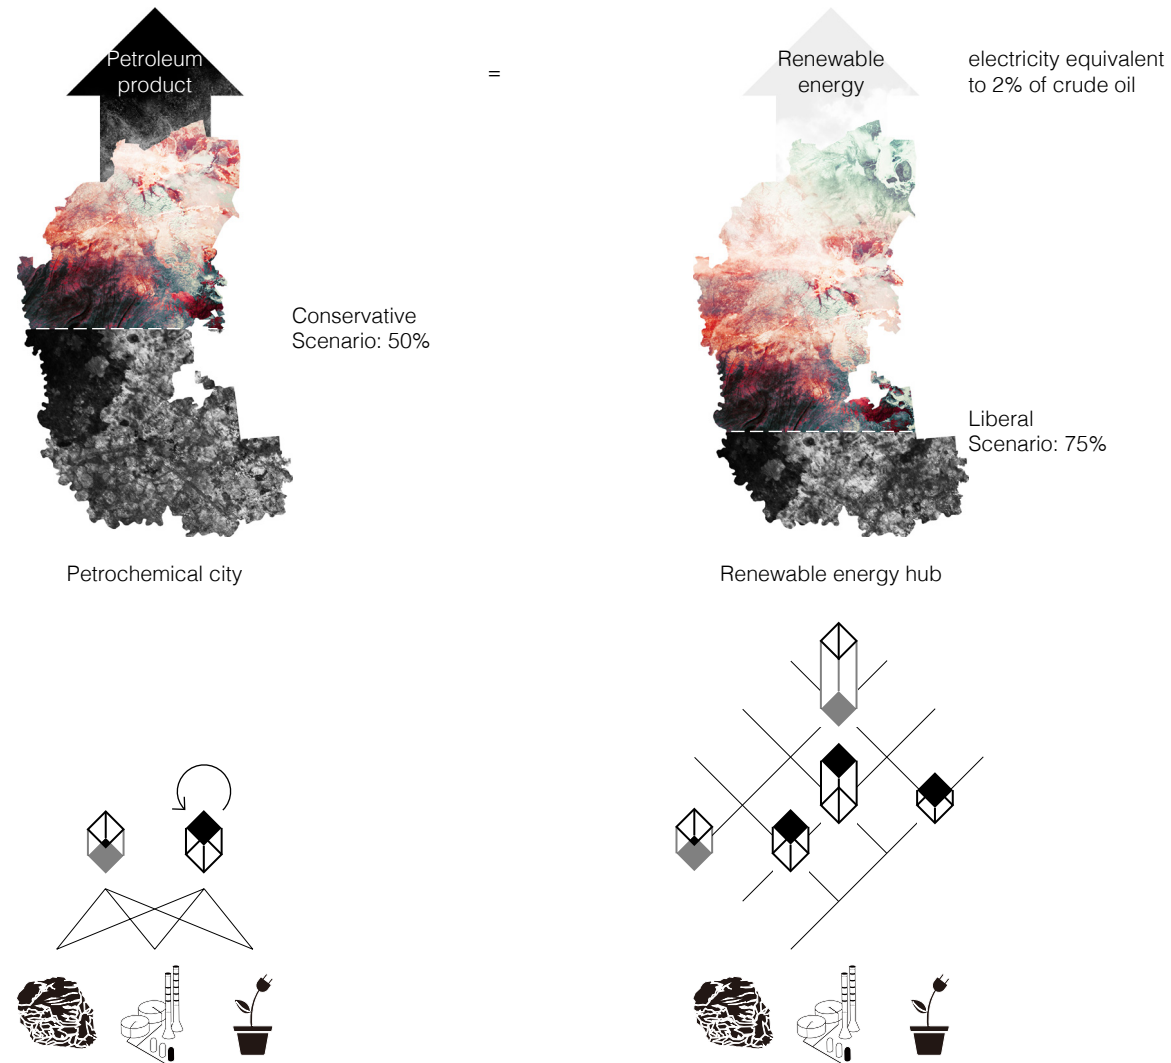 Petroleum
product
=
Renewable
energy
electricity equivalent
to 2% of crude oil
Conservative
Scenario: 50%
Liberal
Scenario: 75%
Petrochemical city
Renewable energy hub